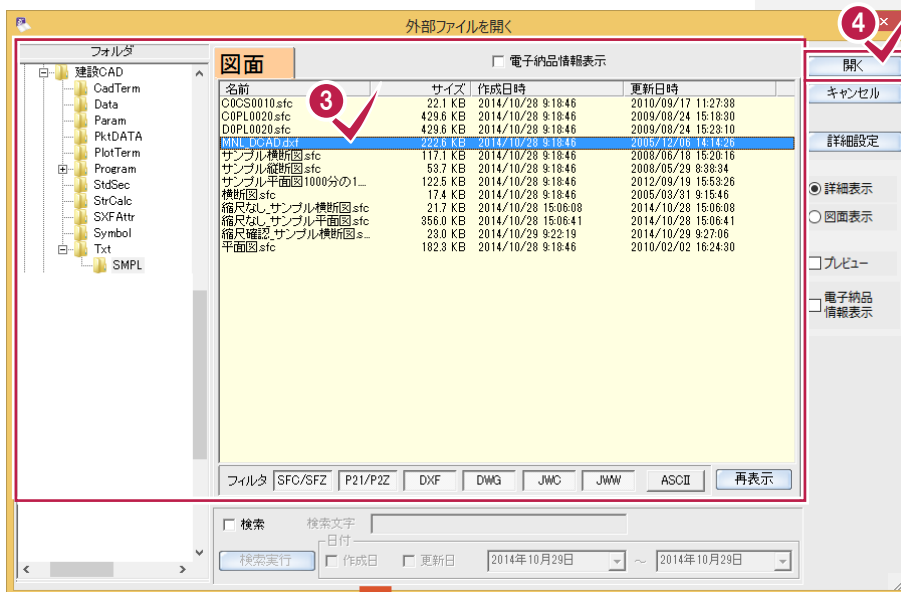 外部ファイルを開く
4
フォルダ
建設CAD
CadTerm
Data
Param
PktDATA
PlotTerm
Program
StdSec
StrCalc
SXFAttr
Symbol
Txt
SMPL
図面
電子納品情報表示
3
名前 サイズ 作成日時 更新日時
C0CS0010.sfc 22.1 KB 2014/10/28 9:18:46 2010/09/17 11:27:38
C0PL0020.sfc 429.6 KB 2014/10/28 9:18:46 2009/08/24 15:18:30
D0PL0020.sfc 429.6 KB 2014/10/28 9:18:46 2009/08/24 15:23:10
MNL_DCAD.dxf 222.6 KB 2014/10/28 9:18:46 2005/12/06 14:14:26
サンプル横断図.sfc 117.1 KB 2014/10/28 9:18:46 2008/06/18 15:20:16
サンプル縦断図.sfc 53.7 KB 2014/10/28 9:18:46 2008/05/29 8:38:34
サンプル平面図1000分の1... 122.5 KB 2014/10/28 9:18:46 2012/09/19 15:53:26
横断図.sfc 17.4 KB 2014/10/28 9:18:46 2005/03/31 9:15:46
縮尺なし_サンプル横断図.sfc 21.7 KB 2014/10/28 15:06:08 2014/10/28 15:06:08
縮尺なし_サンプル平面図.sfc 356.0 KB 2014/10/28 15:06:41 2014/10/28 15:06:41
縮尺確認_サンプル横断図.s... 23.0 KB 2014/10/29 9:22:19 2014/10/29 9:27:06
平面図.sfc 182.3 KB 2014/10/28 9:18:46 2010/02/02 16:24:30
フィルタ SFC/SFZ P21/P2Z DXF DWG JWC JWW ASCII 再表示
検索 検索文字
検索実行 日付 作成日 更新日 2014年10月29日 ～ 2014年10月29日
開く
キャンセル
詳細設定
詳細表示
図面表示
プレビュー
電子納品
情報表示